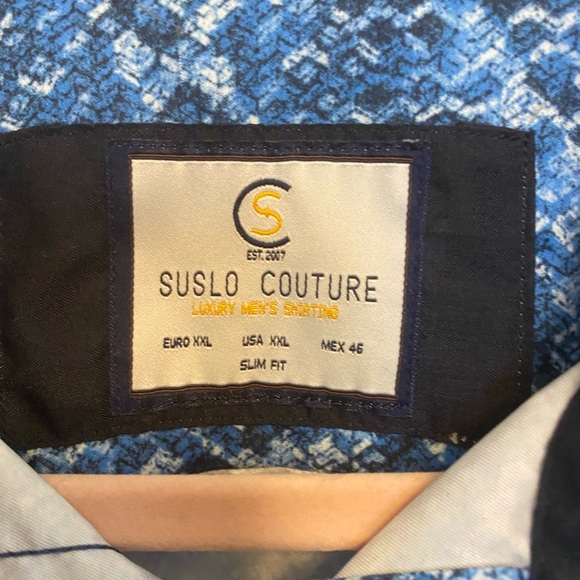 CS
EST. 2007
SUSLO COUTURE
LUXURY MEN'S SHIRTING
EURO XXL USA XXL MEX 46
SLIM FIT